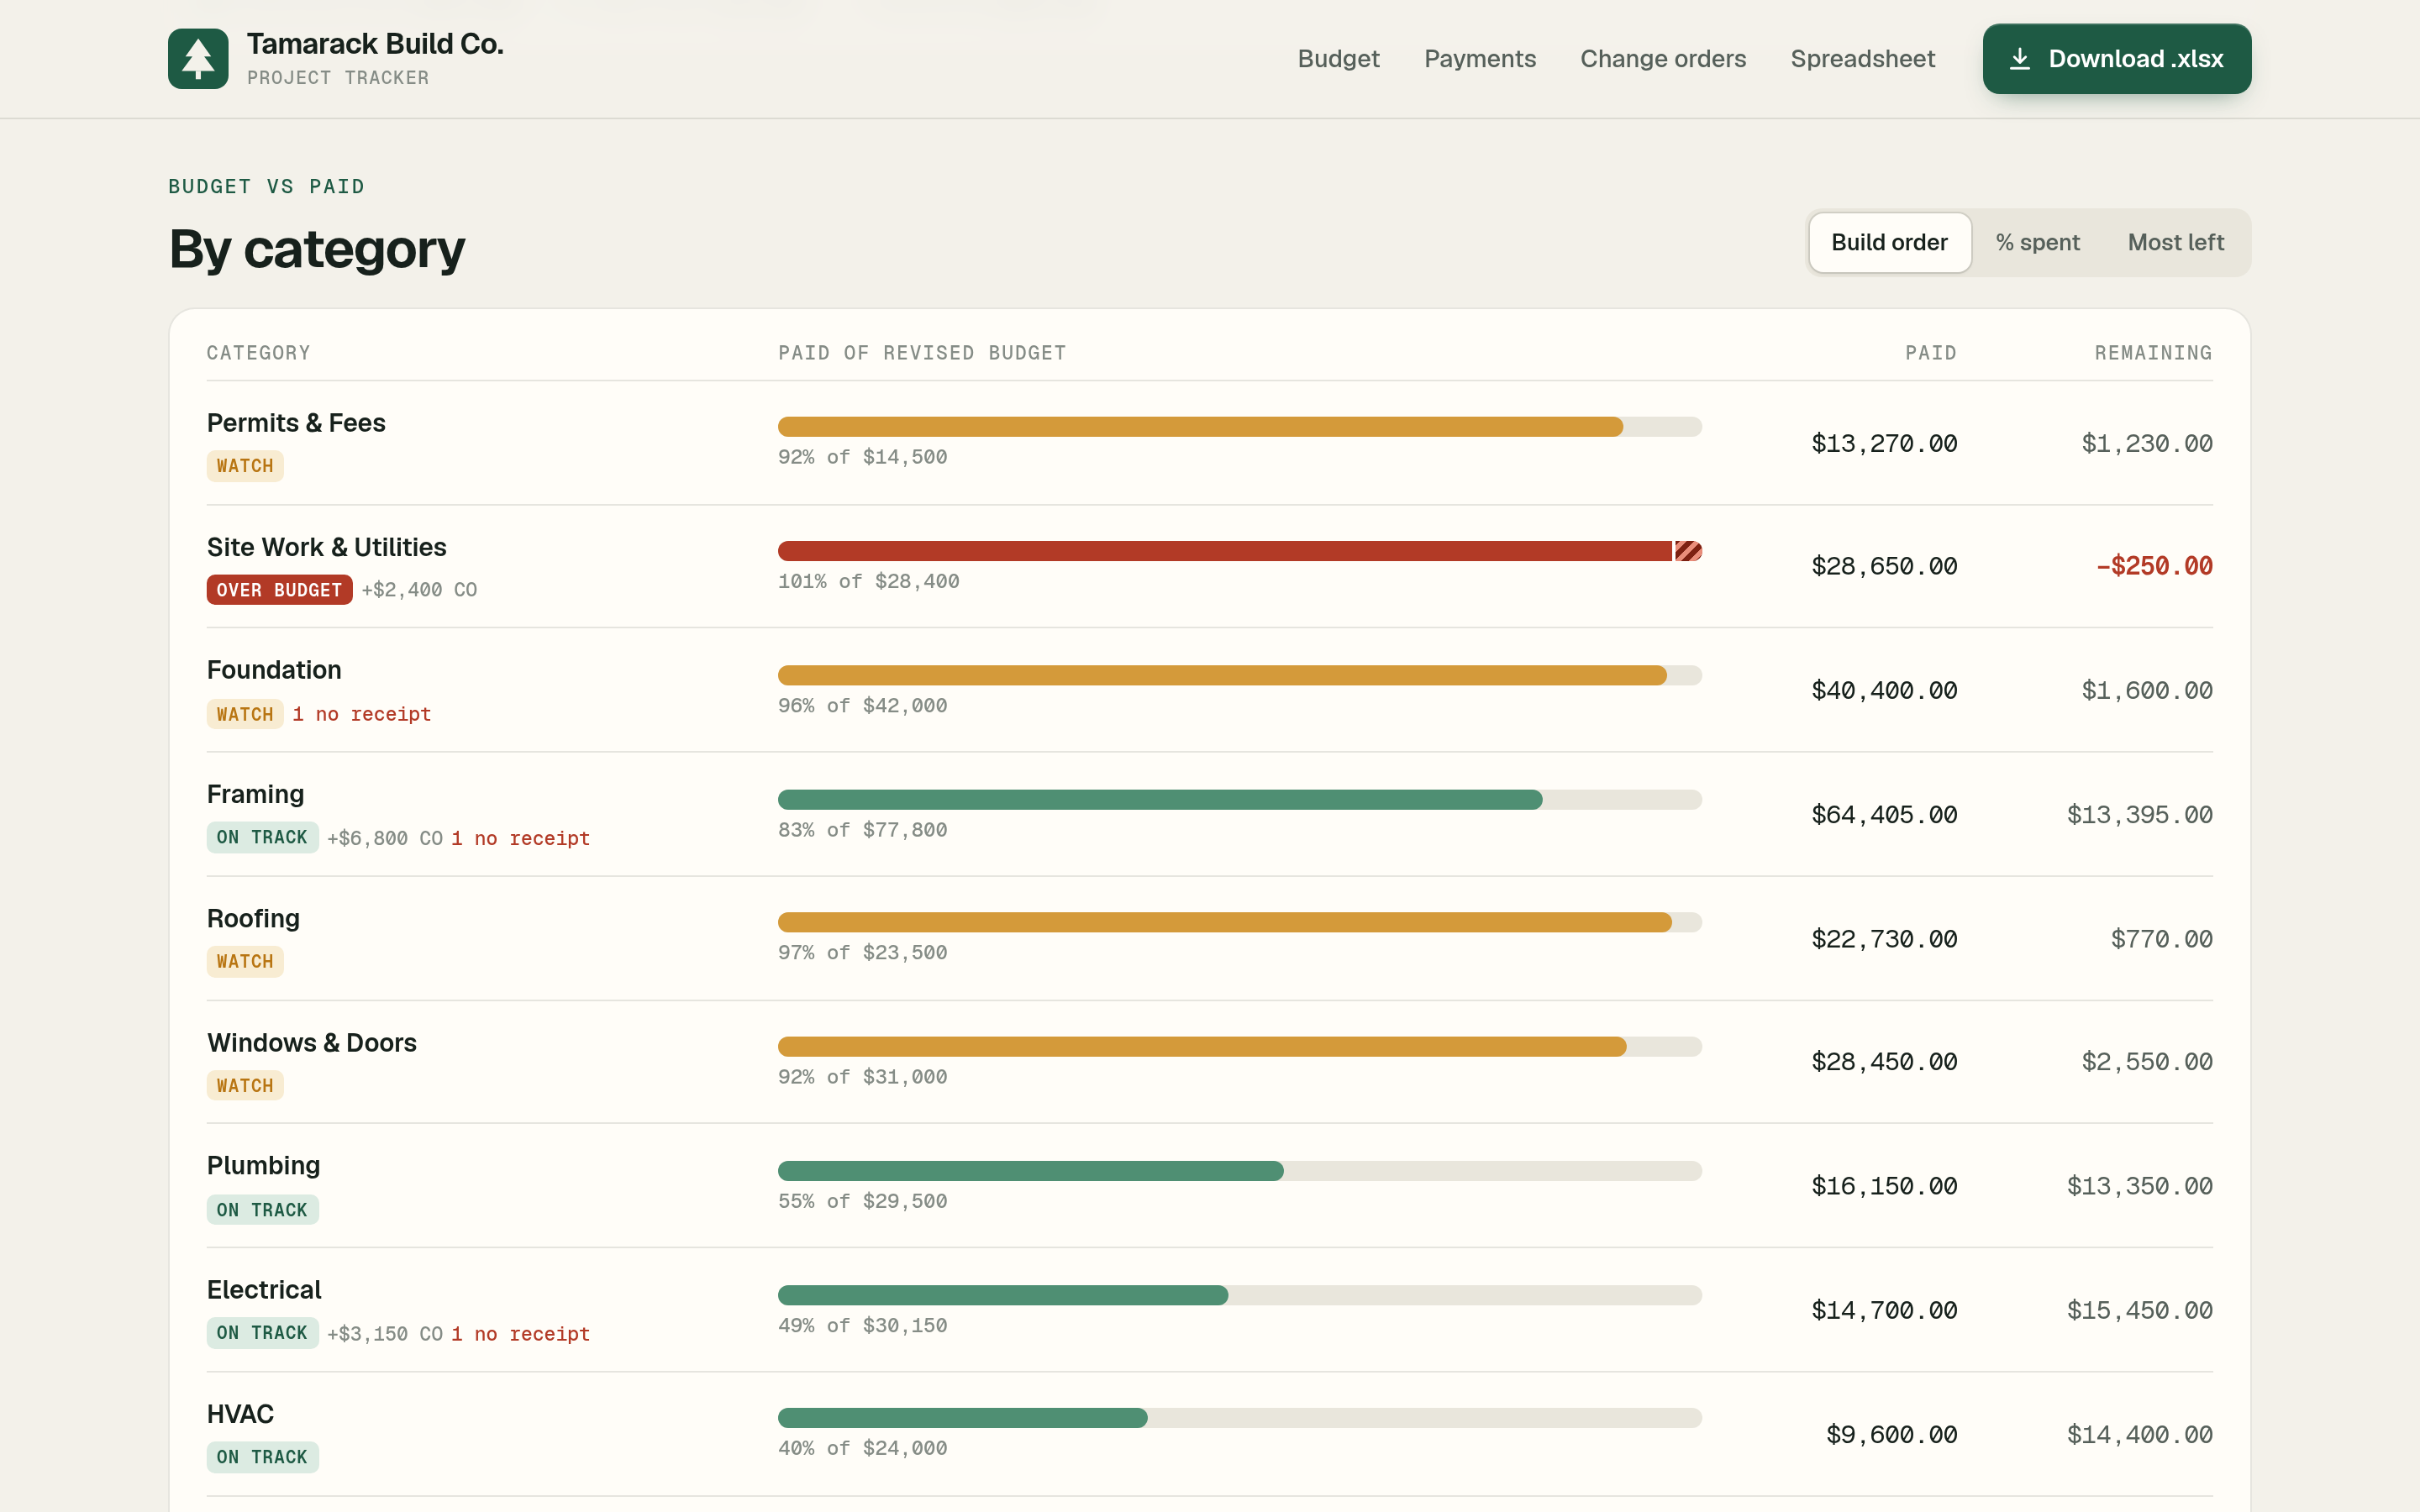 Tamarack Build Co.
PROJECT TRACKER
Budget Payments Change orders Spreadsheet Download .xlsx
BUDGET VS PAID
By category
Build order % spent Most left
CATEGORY PAID OF REVISED BUDGET PAID REMAINING
Permits & Fees
WATCH
92% of $14,500
$13,270.00 $1,230.00
Site Work & Utilities
OVER BUDGET +$2,400 CO
101% of $28,400
$28,650.00 −$250.00
Foundation
WATCH 1 no receipt
96% of $42,000
$40,400.00 $1,600.00
Framing
ON TRACK +$6,800 CO 1 no receipt
83% of $77,800
$64,405.00 $13,395.00
Roofing
WATCH
97% of $23,500
$22,730.00 $770.00
Windows & Doors
WATCH
92% of $31,000
$28,450.00 $2,550.00
Plumbing
ON TRACK
55% of $29,500
$16,150.00 $13,350.00
Electrical
ON TRACK +$3,150 CO 1 no receipt
49% of $30,150
$14,700.00 $15,450.00
HVAC
ON TRACK
40% of $24,000
$9,600.00 $14,400.00